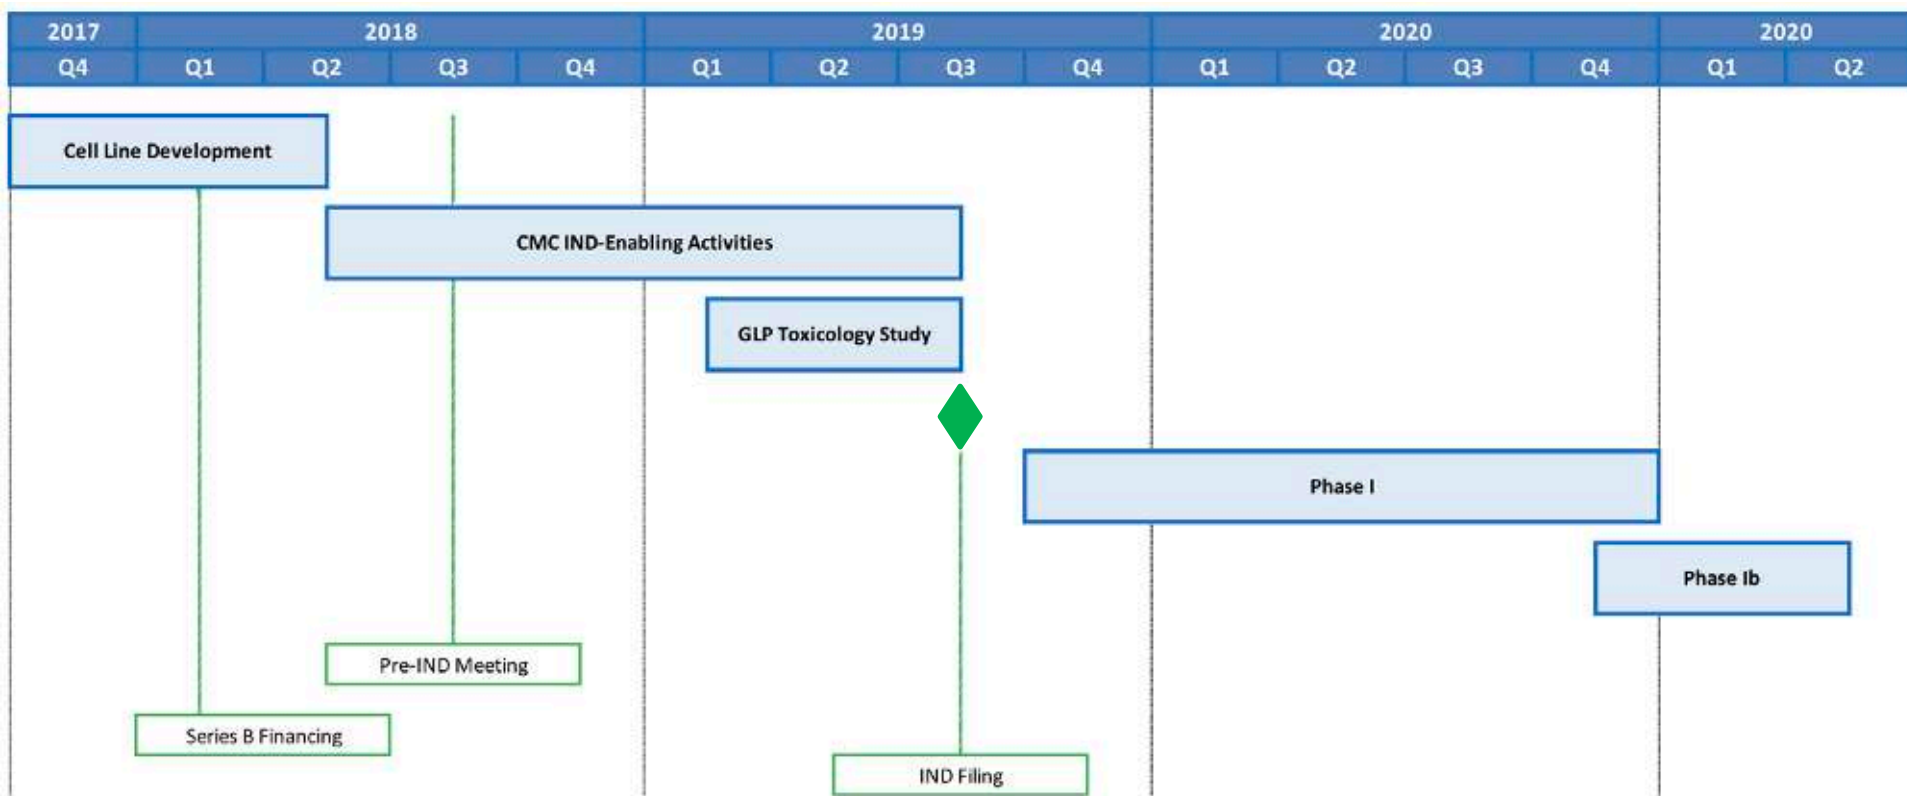 2017 2018 2019 2020 2020
Q4 Q1 Q2 Q3 Q4 Q1 Q2 Q3 Q4 Q1 Q2 Q3 Q4 Q1 Q2
Cell Line Development
CMC IND-Enabling Activities
GLP Toxicology Study
Phase I
Phase Ib
Pre-IND Meeting
Series B Financing
IND Filing